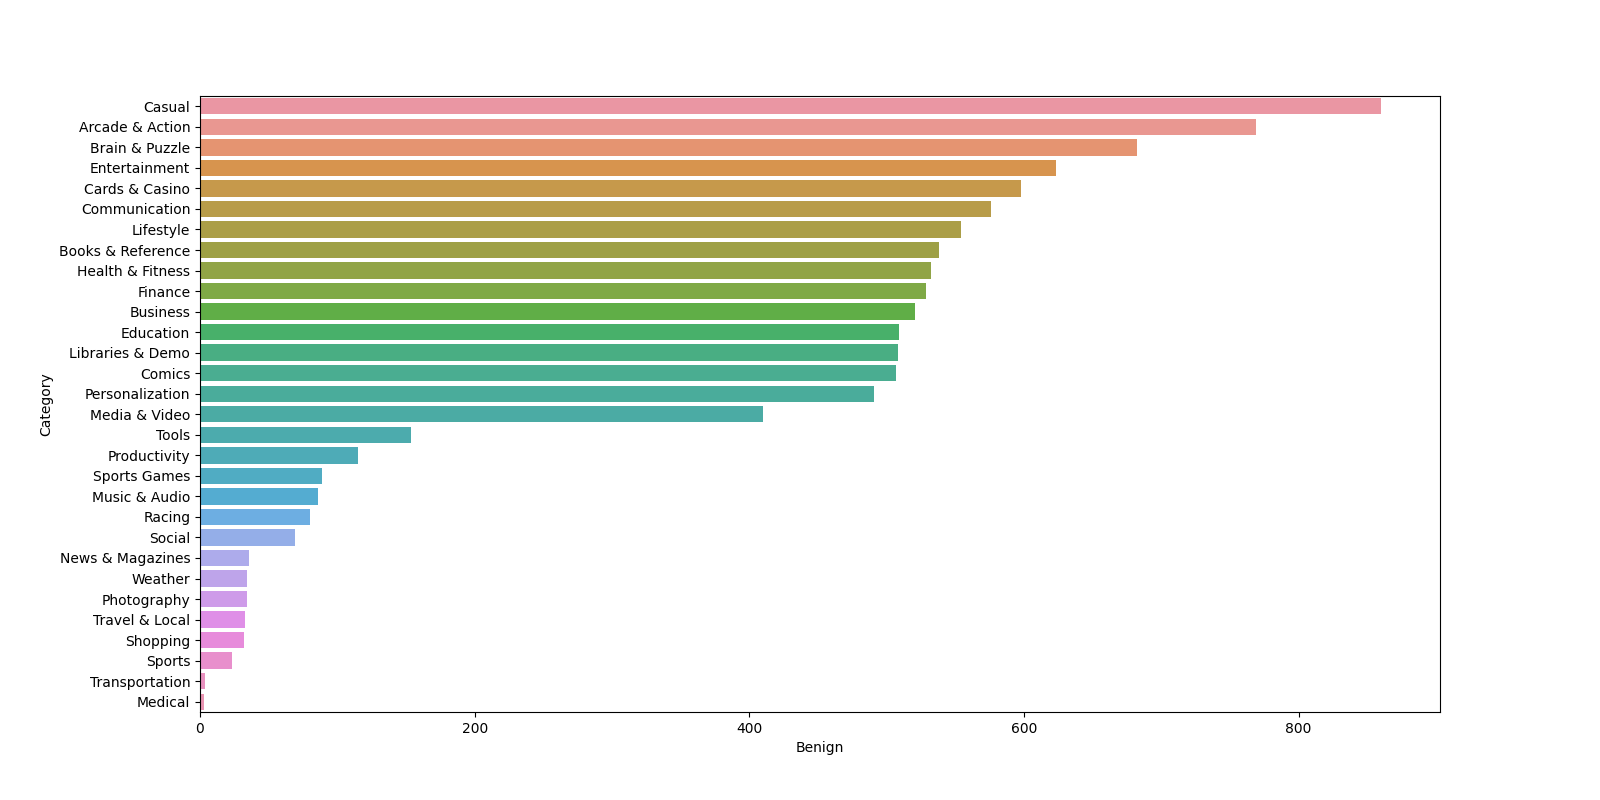 Casual
Arcade & Action
Brain & Puzzle
Entertainment
Cards & Casino
Communication
Lifestyle
Books & Reference
Health & Fitness
Finance
Business
Education
Libraries & Demo
Comics
Personalization
Media & Video
Tools
Productivity
Sports Games
Music & Audio
Racing
Social
News & Magazines
Weather
Photography
Travel & Local
Shopping
Sports
Transportation
Medical
Category
0 200 400 600 800
Benign